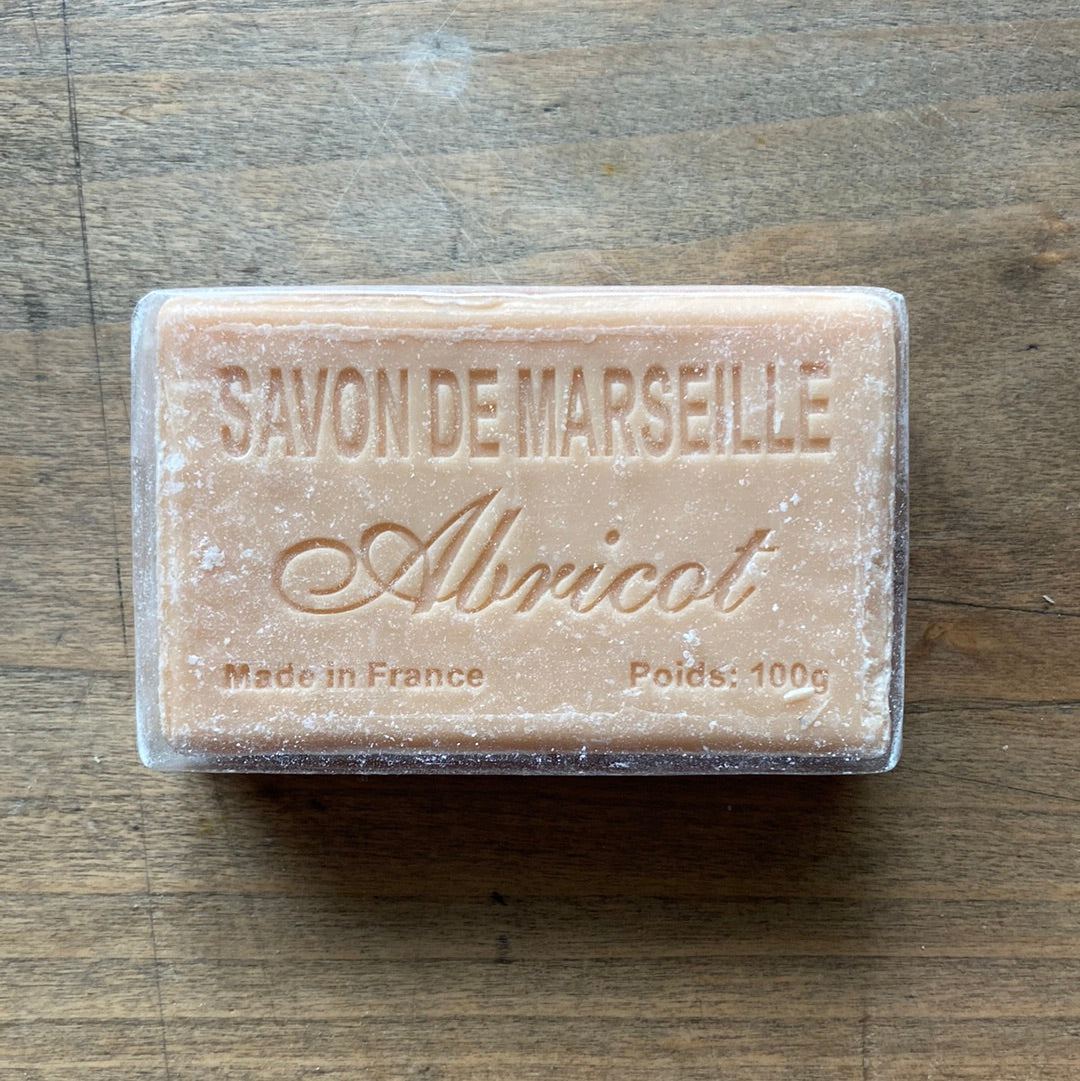 SAVON DE MARSEILLE
Abricot
Made in France Poids: 100g